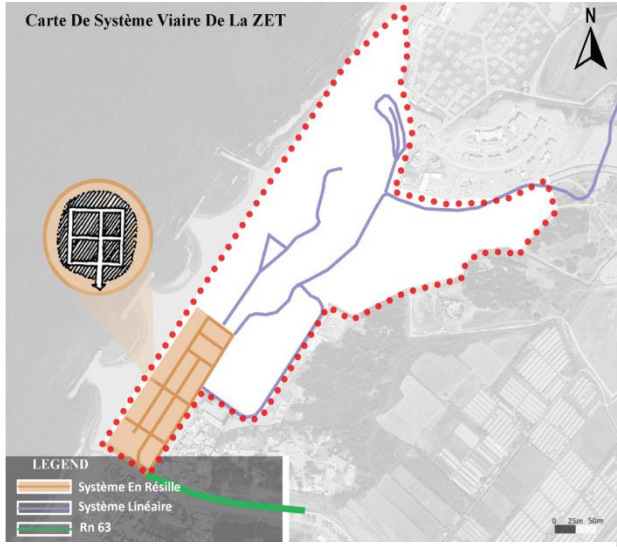 Carte De Système Viaire De La ZET
N
LEGEND
Système En Résille
Système Linéaire
Rn 63
0 25m 50m